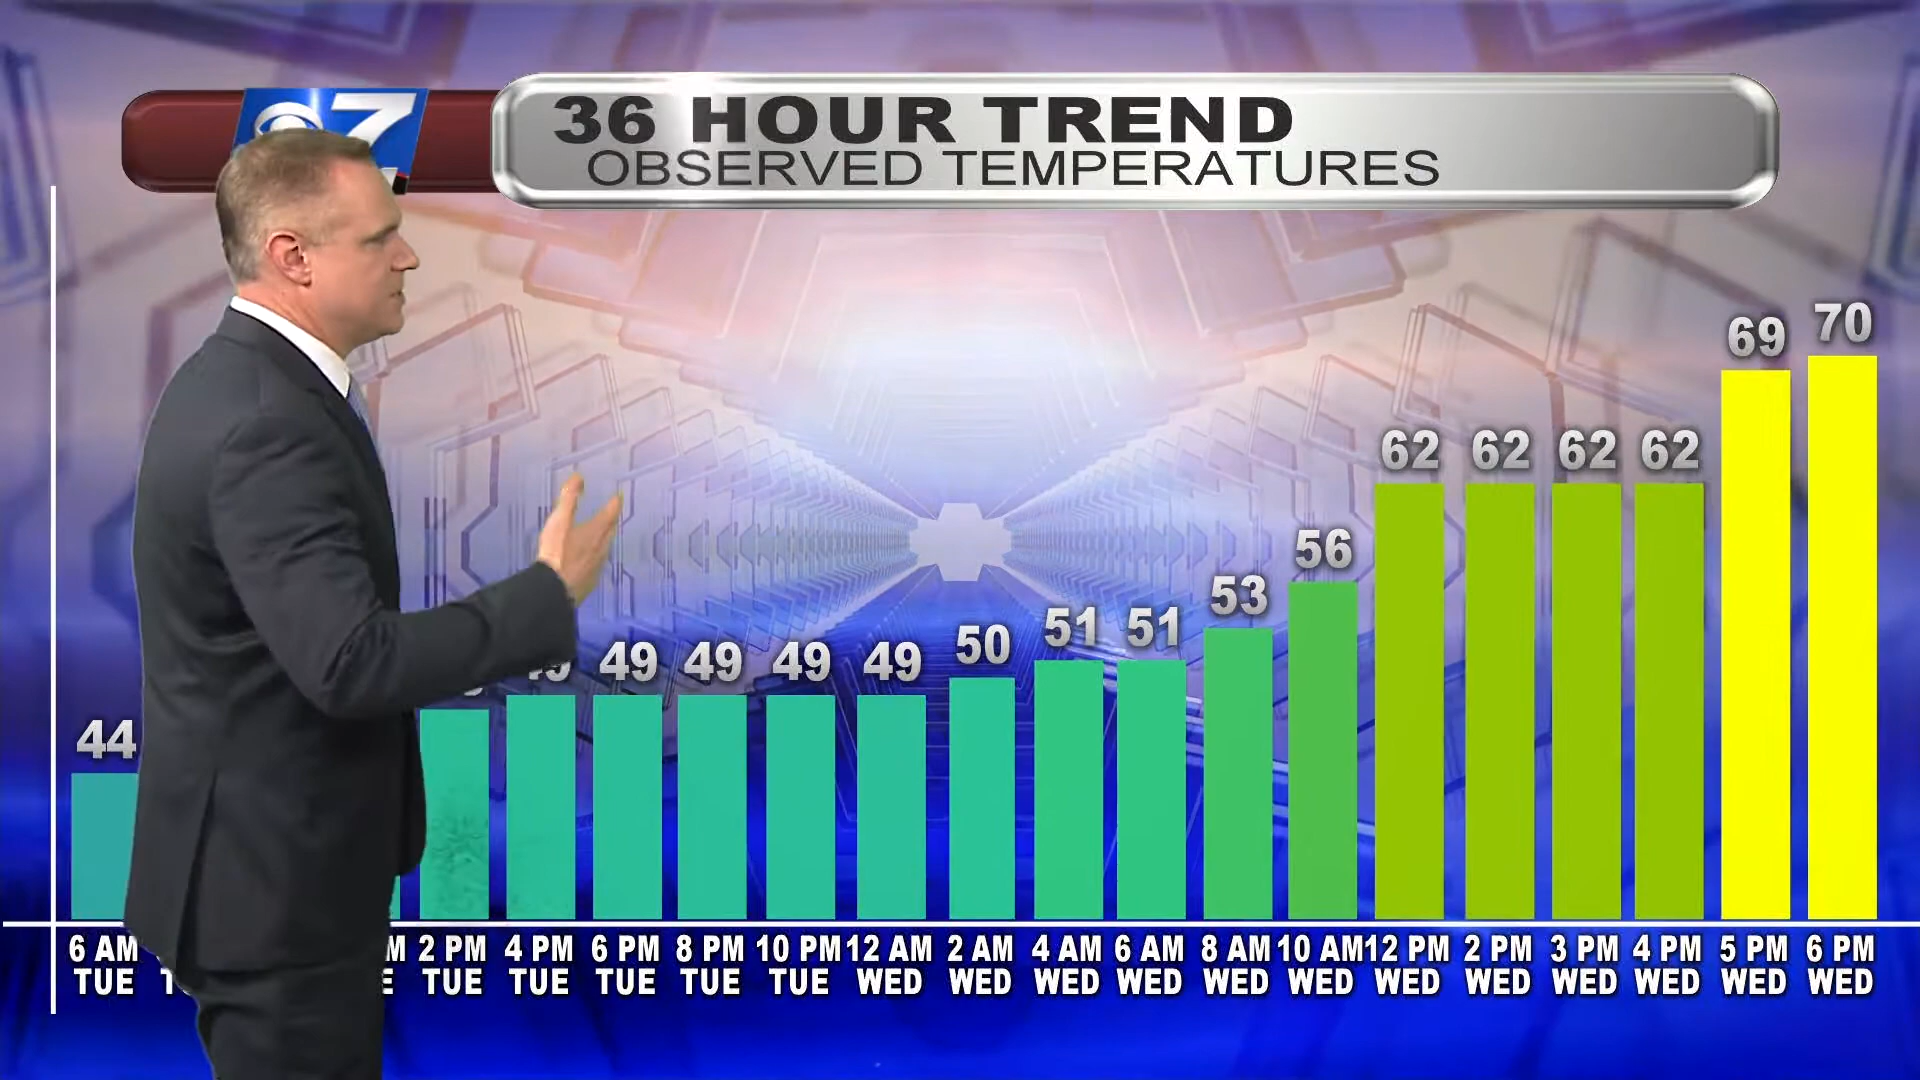 7
36 HOUR TREND
OBSERVED TEMPERATURES
44 49 49 49 49 50 51 51 53 56 62 62 62 62 69 70
6 AM 2 PM 4 PM 6 PM 8 PM 10 PM 12 AM 2 AM 4 AM 6 AM 8 AM 10 AM 12 PM 2 PM 3 PM 4 PM 5 PM 6 PM
TUE TUE TUE TUE TUE TUE WED WED WED WED WED WED WED WED WED WED WED WED